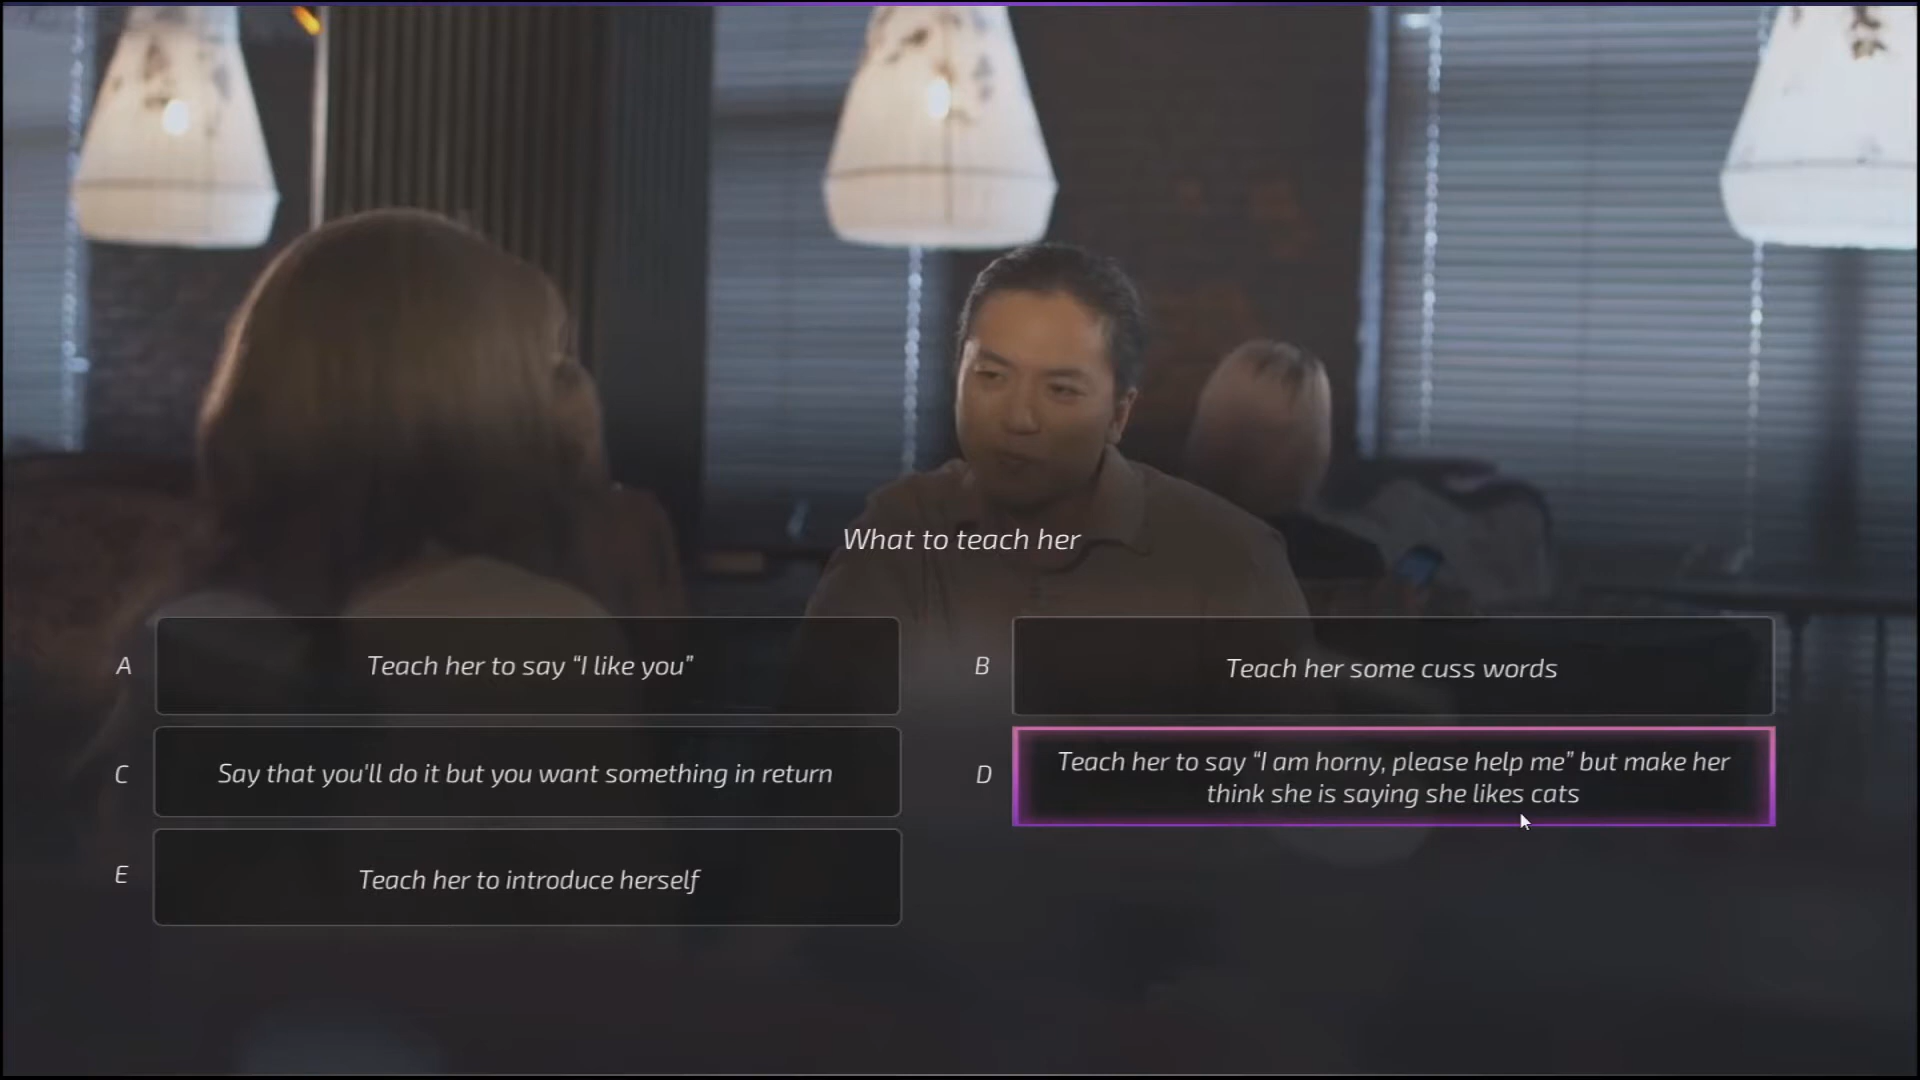 What to teach her
A
Teach her to say “I like you”
B
Teach her some cuss words
C
Say that you'll do it but you want something in return
D
Teach her to say “I am horny, please help me” but make her
think she is saying she likes cats
E
Teach her to introduce herself